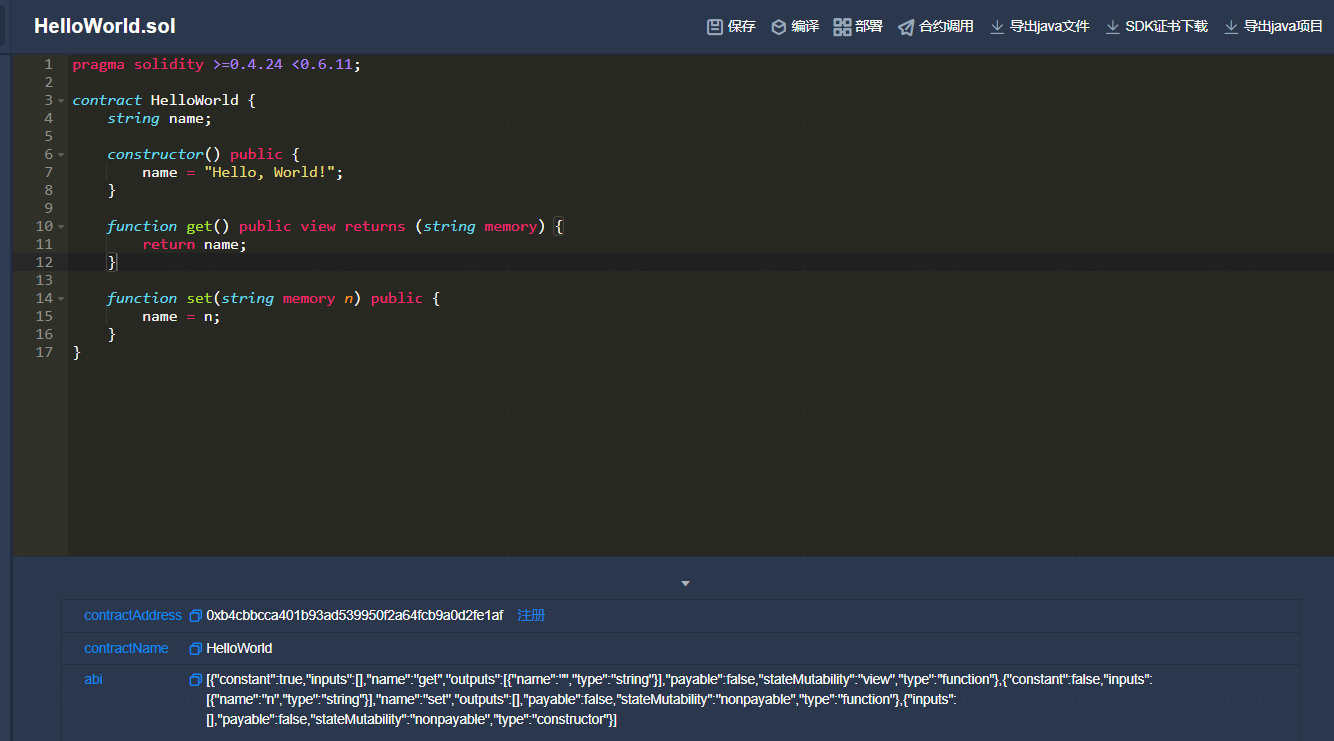 HelloWorld.sol 保存 编译 部署 合约调用 导出java文件 SDK证书下载 导出java项目
1 pragma solidity >=0.4.24 <0.6.11;
2
3 contract HelloWorld {
4 string name;
5
6 constructor() public {
7 name = "Hello, World!";
8 }
9
10 function get() public view returns (string memory) {
11 return name;
12 }
13
14 function set(string memory n) public {
15 name = n;
16 }
17 }
contractAddress 0xb4cbbcca401b93ad539950f2a64fcb9a0d2fe1af 注册
contractName HelloWorld
abi [{"constant":true,"inputs":[],"name":"get","outputs":[{"name":"","type":"string"}],"payable":false,"stateMutability":"view","type":"function"},{"constant":false,"inputs":
[{"name":"n","type":"string"}],"name":"set","outputs":[],"payable":false,"stateMutability":"nonpayable","type":"function"},{"inputs":
[],"payable":false,"stateMutability":"nonpayable","type":"constructor"}]